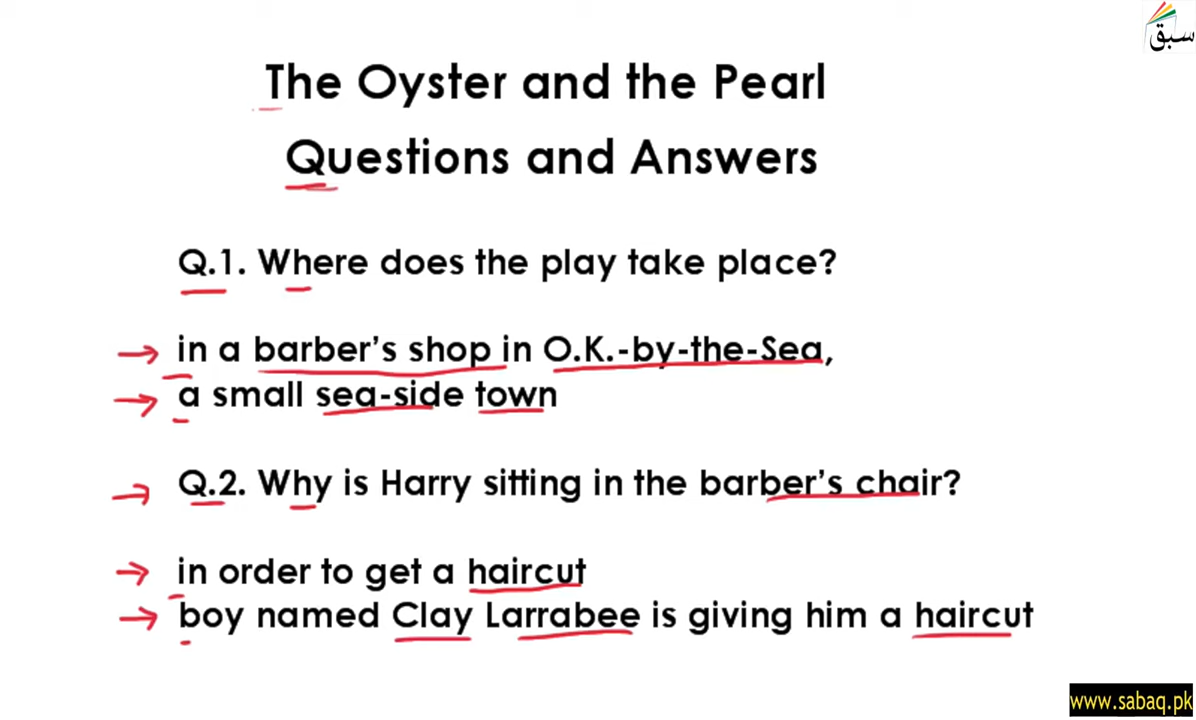 سبق
The Oyster and the Pearl
Questions and Answers
Q.1. Where does the play take place?
in a barber's shop in O.K.-by-the-Sea,
a small sea-side town
Q.2. Why is Harry sitting in the barber's chair?
in order to get a haircut
boy named Clay Larrabee is giving him a haircut
www.sabaq.pk